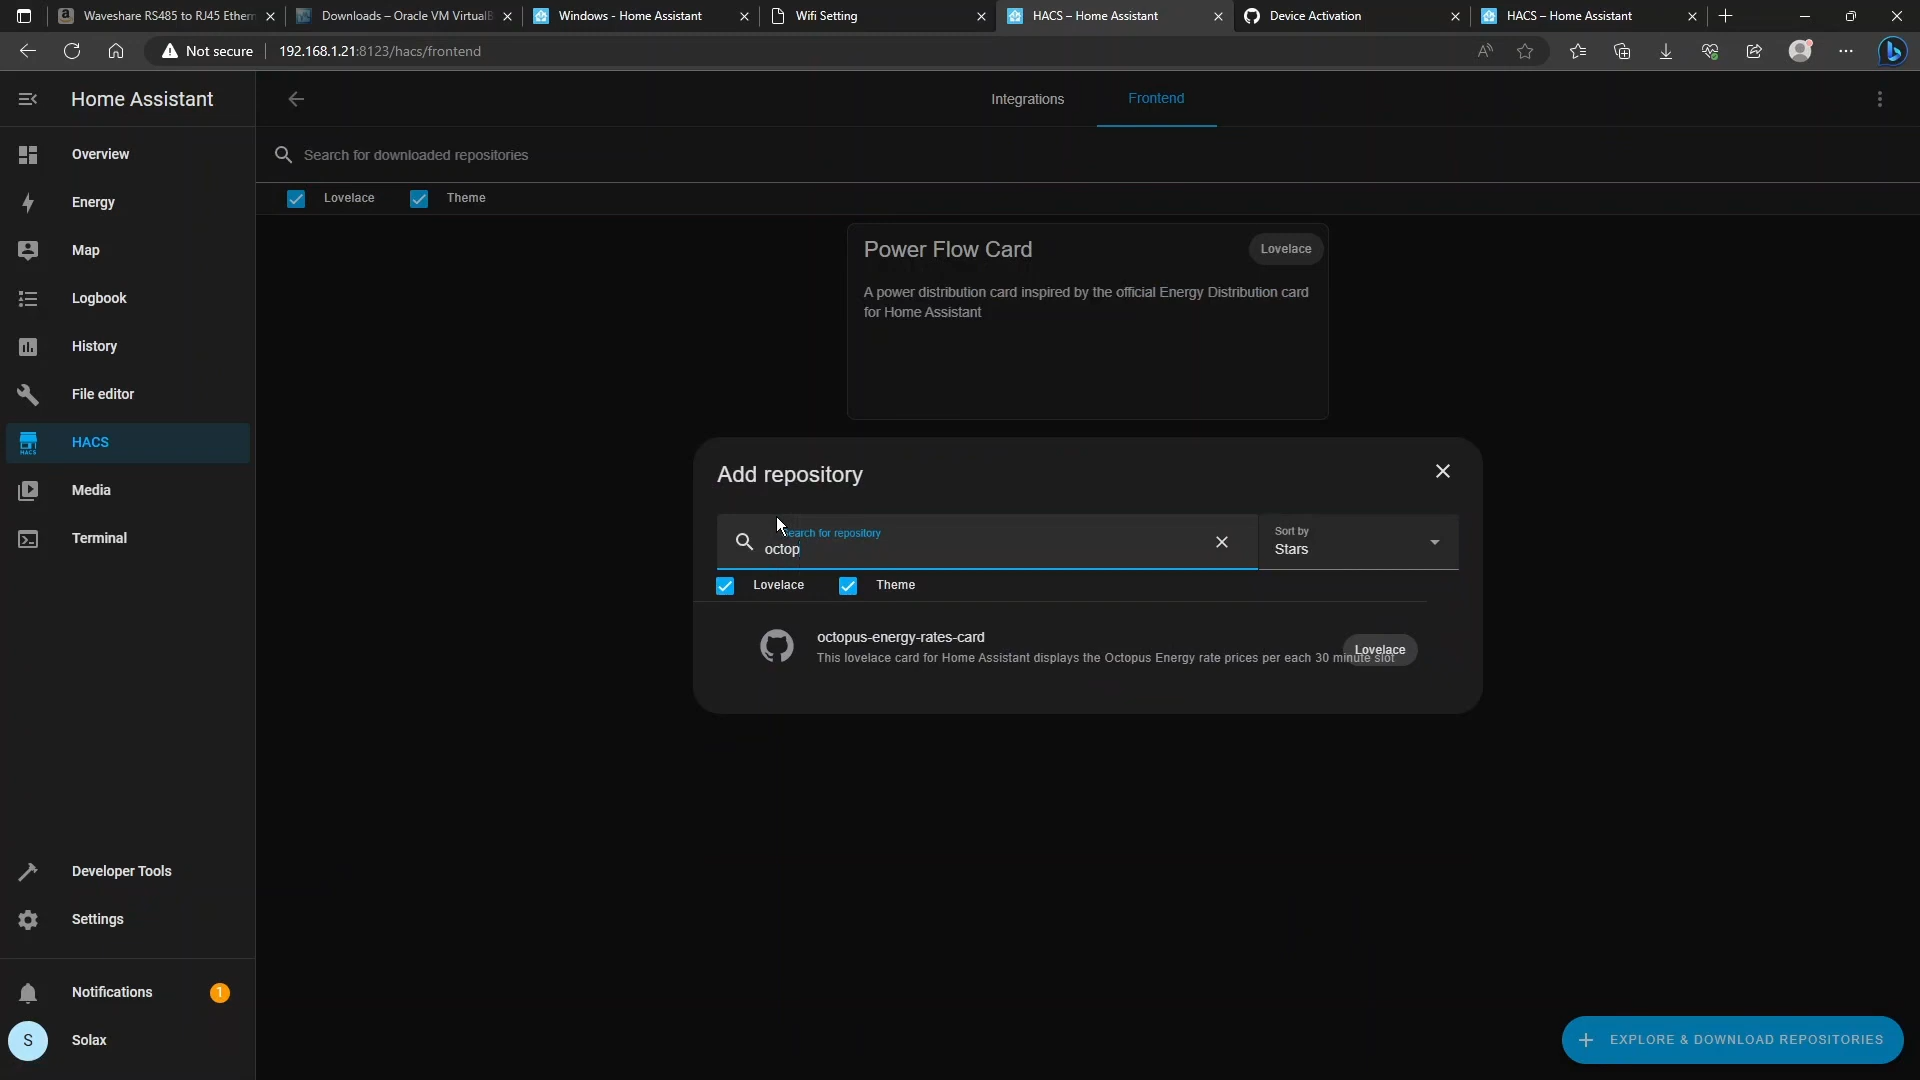 Waveshare RS485 to RJ45 Ethern
Downloads – Oracle VM VirtualB
Windows - Home Assistant
Wifi Setting
HACS – Home Assistant
Device Activation
HACS – Home Assistant
Not secure
192.168.1.21:8123/hacs/frontend
Home Assistant
Integrations
Frontend
Overview
Search for downloaded repositories
Lovelace
Theme
Energy
Map
Power Flow Card
Lovelace
A power distribution card inspired by the official Energy Distribution card
for Home Assistant
Logbook
History
File editor
HACS
HACS
Media
Terminal
Add repository
Search for repository
octop
Sort by
Stars
Lovelace
Theme
octopus-energy-rates-card
This lovelace card for Home Assistant displays the Octopus Energy rate prices per each 30 minute slot
Lovelace
Developer Tools
Settings
Notifications
1
S
Solax
EXPLORE & DOWNLOAD REPOSITORIES